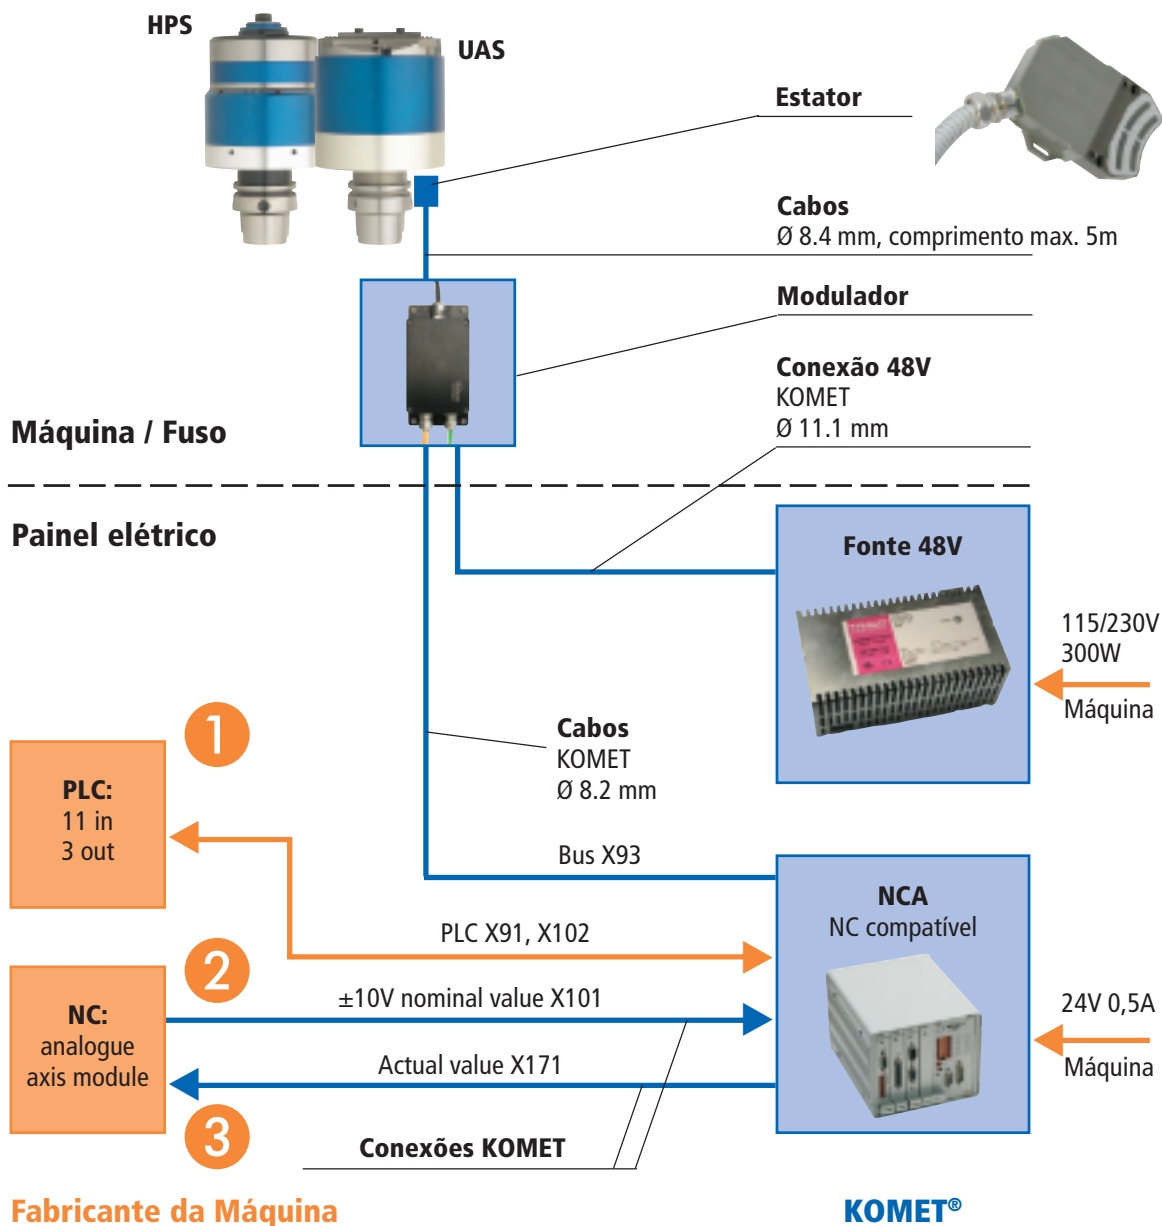 HPS
UAS
Estator
Cabos
Ø 8.4 mm, comprimento max. 5m
Modulador
Conexão 48V
KOMET
Ø 11.1 mm
Máquina / Fuso
Painel elétrico
Fonte 48V
115/230V
300W
Máquina
Cabos
KOMET
Ø 8.2 mm
1
PLC:
11 in
3 out
Bus X93
NCA
NC compatível
PLC X91, X102
2
±10V nominal value X101
NC:
analogue
axis module
24V 0,5A
Máquina
Actual value X171
3
Conexões KOMET
Fabricante da Máquina
KOMET®